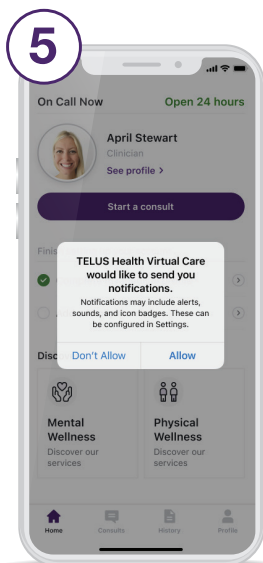 5
On Call Now Open 24 hours
April Stewart
Clinician
See profile >
Start a consult
Finis
TELUS Health Virtual Care
would like to send you
notifications.
Notifications may include alerts,
sounds, and icon badges. These can
be configured in Settings.
Don't Allow Allow
Disc
Mental
Wellness
Discover our
services
Physical
Wellness
Discover our
services
Home Consults History Profile